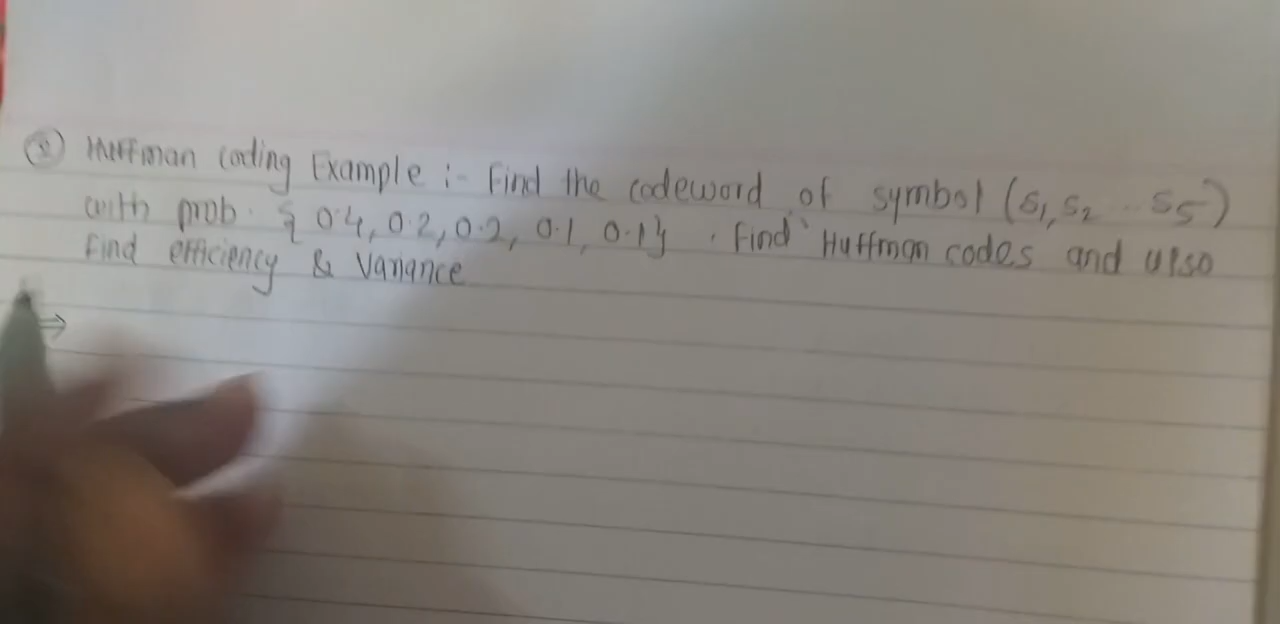 ② Huffman Coding Example :- Find the codeword of symbol (S₁, S₂ .. S5)
with prob. { 0.4, 0.2, 0.2, 0.1, 0.1} . Find Huffman codes and also
find efficiency & Variance
⇒